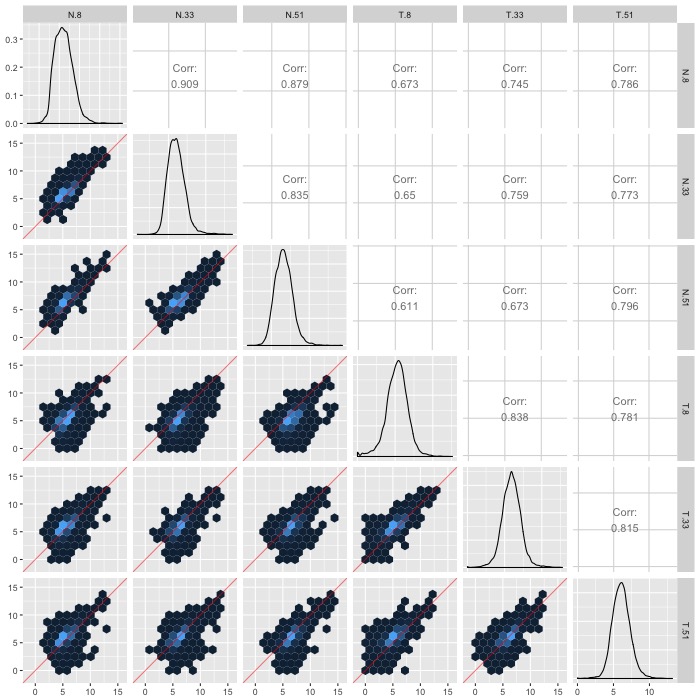 N.8 N.33 N.51 T.8 T.33 T.51
0.3
0.2
0.1
0.0
Corr:
0.909
Corr:
0.879
Corr:
0.673
Corr:
0.745
Corr:
0.786
N.8
15
10
5
0
Corr:
0.835
Corr:
0.65
Corr:
0.759
Corr:
0.773
N.33
15
10
5
0
Corr:
0.611
Corr:
0.673
Corr:
0.796
N.51
15
10
5
0
Corr:
0.838
Corr:
0.781
T.8
15
10
5
0
Corr:
0.815
T.33
15
10
5
0
T.51
0 5 10 15 0 5 10 15 0 5 10 15 0 5 10 15 0 5 10 15 0 5 10